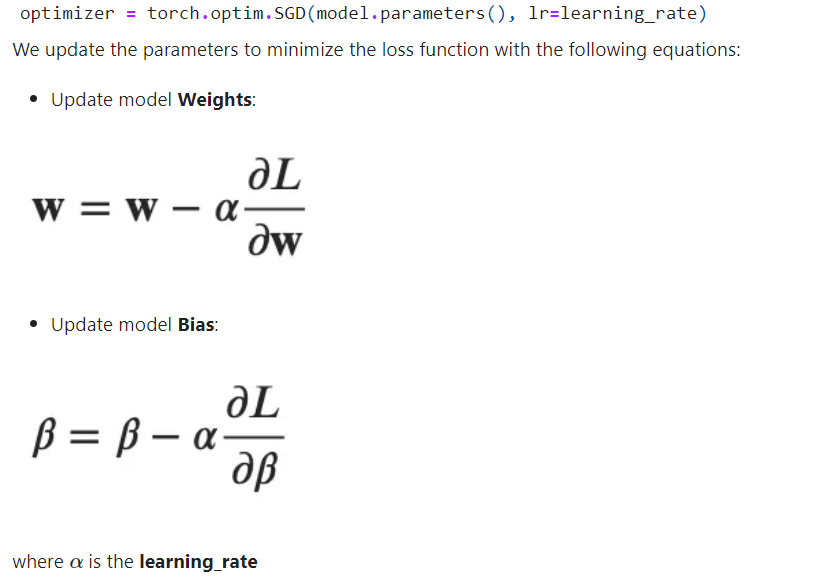 optimizer = torch.optim.SGD(model.parameters(), lr=learning_rate)
We update the parameters to minimize the loss function with the following equations:
• Update model Weights:
w = w − α ∂L/∂w
• Update model Bias:
β = β − α ∂L/∂β
where α is the learning_rate